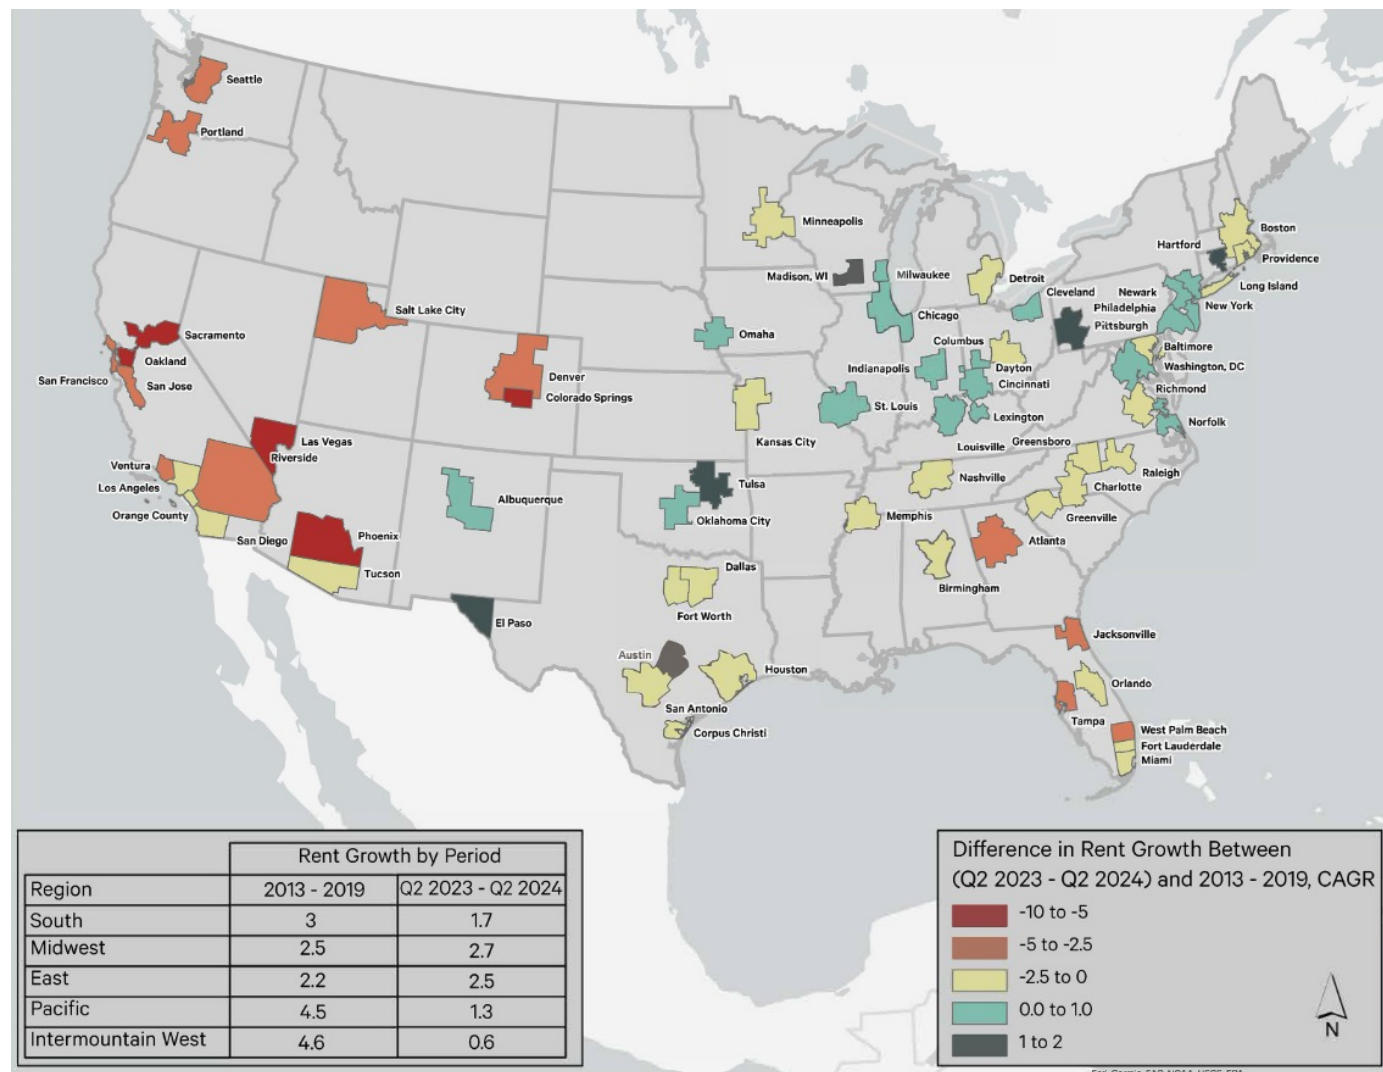 Seattle
Portland
Minneapolis
Boston
Hartford
Providence
Madison, WI
Milwaukee
Detroit
Long Island
Cleveland
Newark
New York
Philadelphia
Pittsburgh
Salt Lake City
Chicago
Sacramento
Omaha
Columbus
Baltimore
Oakland
Washington, DC
Indianapolis
Dayton
San Francisco
San Jose
Denver
Cincinnati
Richmond
Colorado Springs
St. Louis
Lexington
Norfolk
Las Vegas
Kansas City
Louisville
Greensboro
Riverside
Ventura
Raleigh
Nashville
Tulsa
Los Angeles
Charlotte
Albuquerque
Orange County
Oklahoma City
Memphis
Greenville
San Diego
Phoenix
Atlanta
Tucson
Dallas
Birmingham
Fort Worth
El Paso
Jacksonville
Austin
Houston
Orlando
San Antonio
Tampa
West Palm Beach
Corpus Christi
Fort Lauderdale
Miami
Rent Growth by Period
Region 2013 - 2019 Q2 2023 - Q2 2024
South 3 1.7
Midwest 2.5 2.7
East 2.2 2.5
Pacific 4.5 1.3
Intermountain West 4.6 0.6
Difference in Rent Growth Between
(Q2 2023 - Q2 2024) and 2013 - 2019, CAGR
-10 to -5
-5 to -2.5
-2.5 to 0
0.0 to 1.0
1 to 2
N